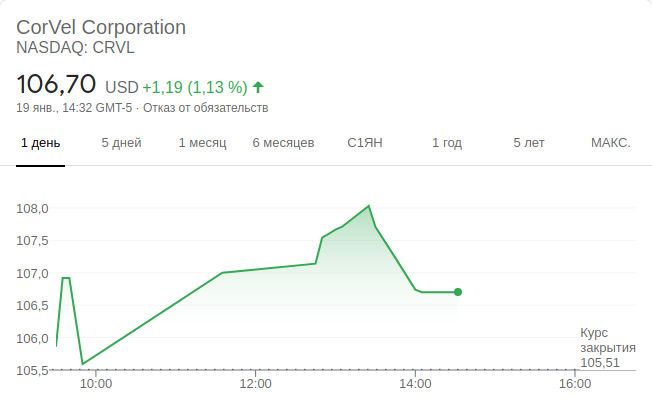 CorVel Corporation
NASDAQ: CRVL
106,70 USD +1,19 (1,13 %)
19 янв., 14:32 GMT-5 · Отказ от обязательств
1 день 5 дней 1 месяц 6 месяцев С1ЯН 1 год 5 лет МАКС.
108,0
107,5
107,0
106,5
106,0
105,5
Курс
закрытия
105,51
10:00 12:00 14:00 16:00